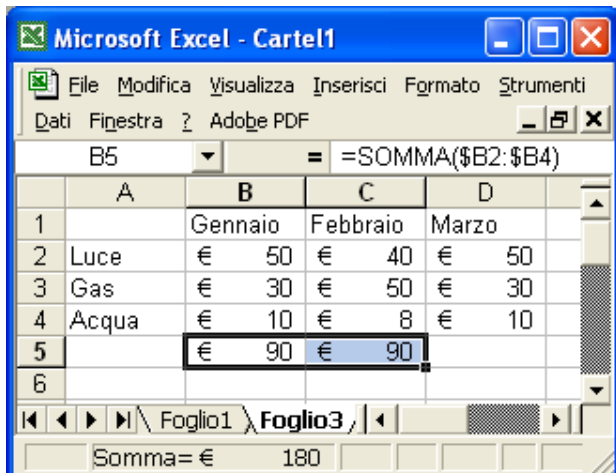 Microsoft Excel - Cartel1
File Modifica Visualizza Inserisci Formato Strumenti
Dati Finestra ? Adobe PDF
B5 = =SOMMA($B2:$B4)
A B C D
1 Gennaio Febbraio Marzo
2 Luce € 50 € 40 € 50
3 Gas € 30 € 50 € 30
4 Acqua € 10 € 8 € 10
5 € 90 € 90
6
Foglio1 Foglio3
Somma= € 180